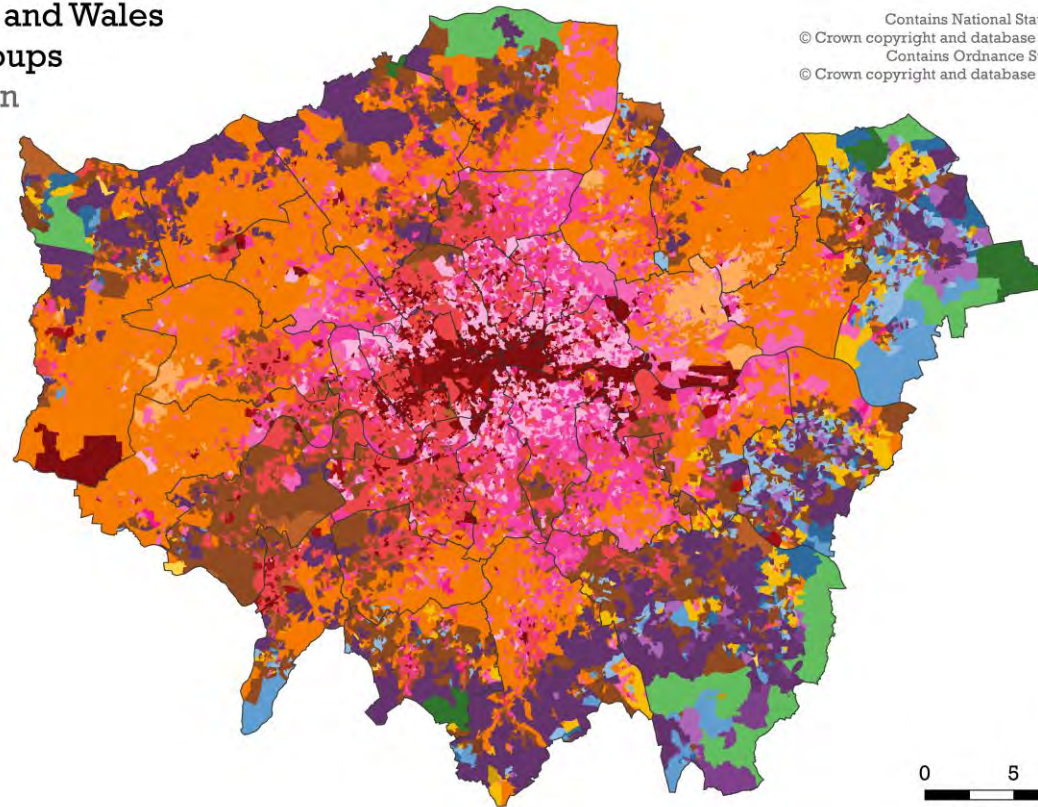 and Wales
oups
n
Contains National Sta
© Crown copyright and database
Contains Ordnance S
© Crown copyright and database
0 5